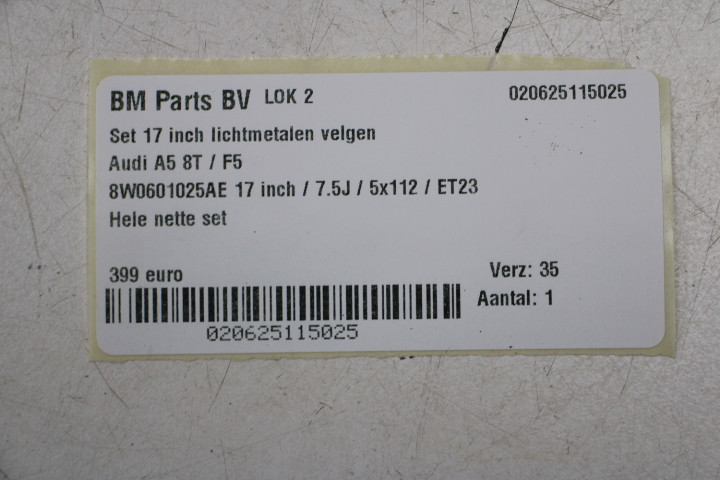 BM Parts BV LOK 2 020625115025
Set 17 inch lichtmetalen velgen
Audi A5 8T / F5
8W0601025AE 17 inch / 7.5J / 5x112 / ET23
Hele nette set
399 euro Verz: 35
Aantal: 1
020625115025